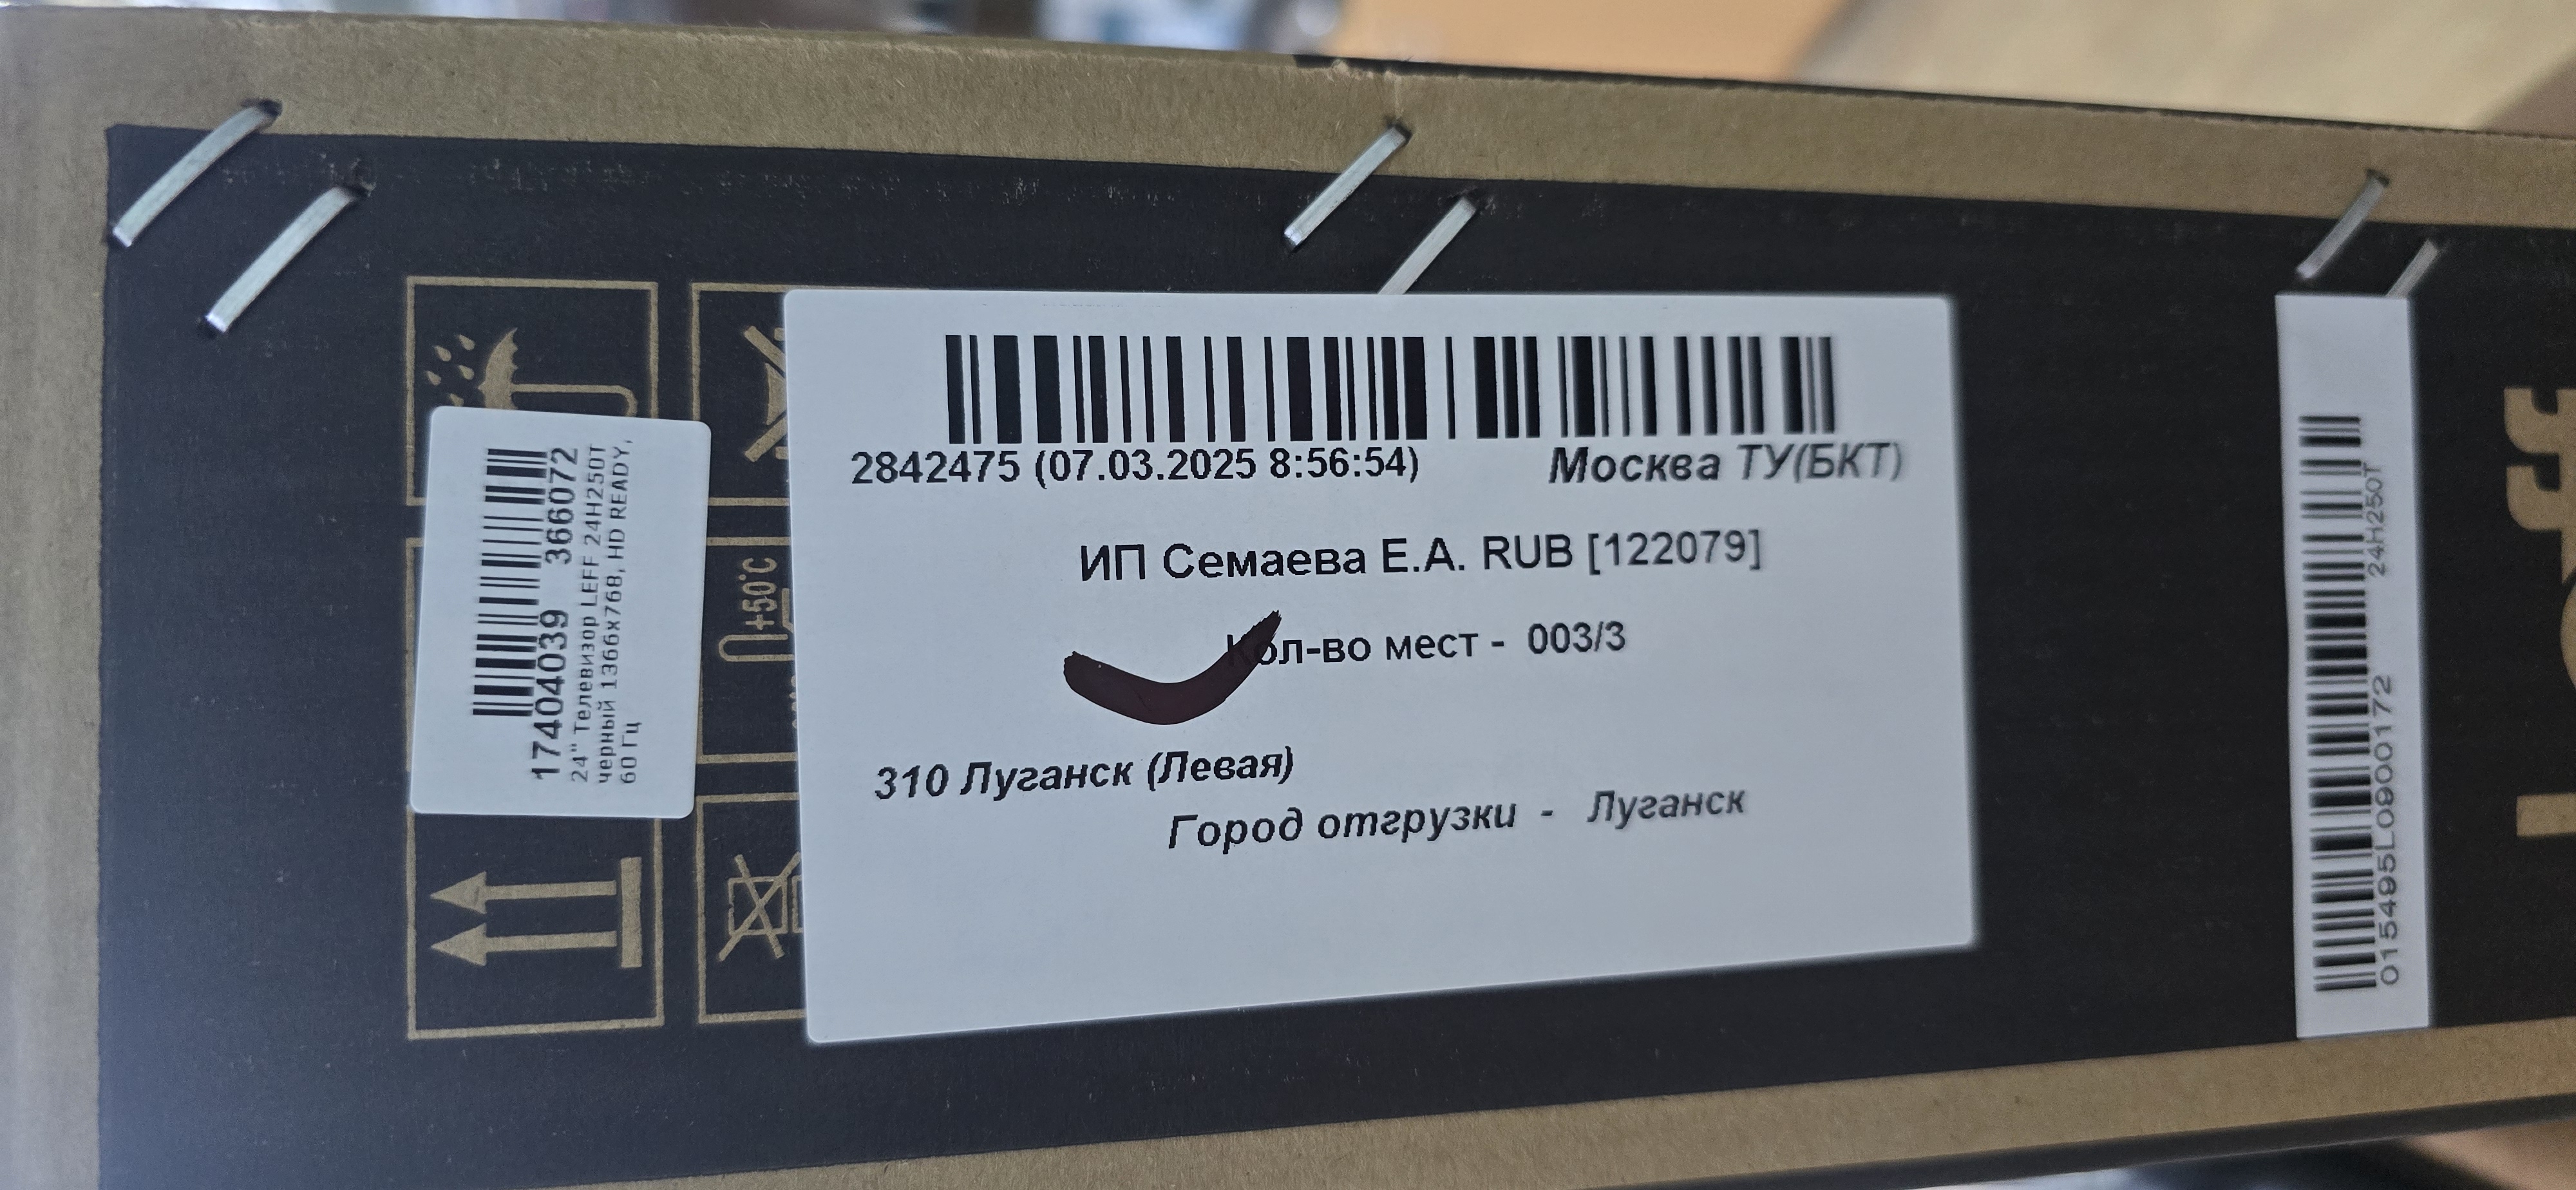 17404039 366072
24" Телевизор LEFF 24H250T
черный 1366x768, HD READY,
60 Гц
+50°C
2842475 (07.03.2025 8:56:54) Москва ТУ(БКТ)
ИП Семаева Е.А. RUB [122079]
Кол-во мест - 003/3
310 Луганск (Левая)
Город отгрузки - Луганск
24H250T
015495L0900172